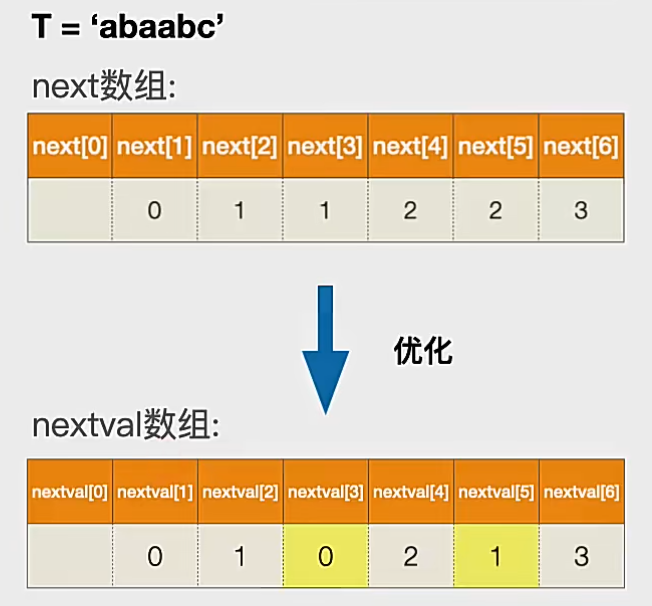 T = ‘abaabc’
next数组:
next[0] next[1] next[2] next[3] next[4] next[5] next[6]
0 1 1 2 2 3
优化
nextval数组:
nextval[0] nextval[1] nextval[2] nextval[3] nextval[4] nextval[5] nextval[6]
0 1 0 2 1 3